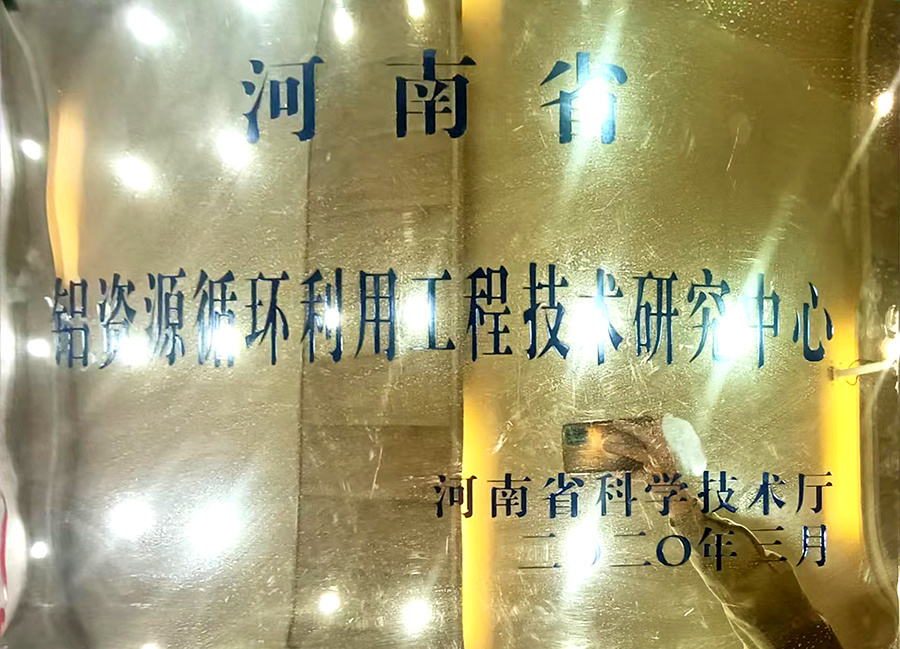 河南省
铝资源循环利用工程技术研究中心
河南省科学技术厅
二〇二〇年三月